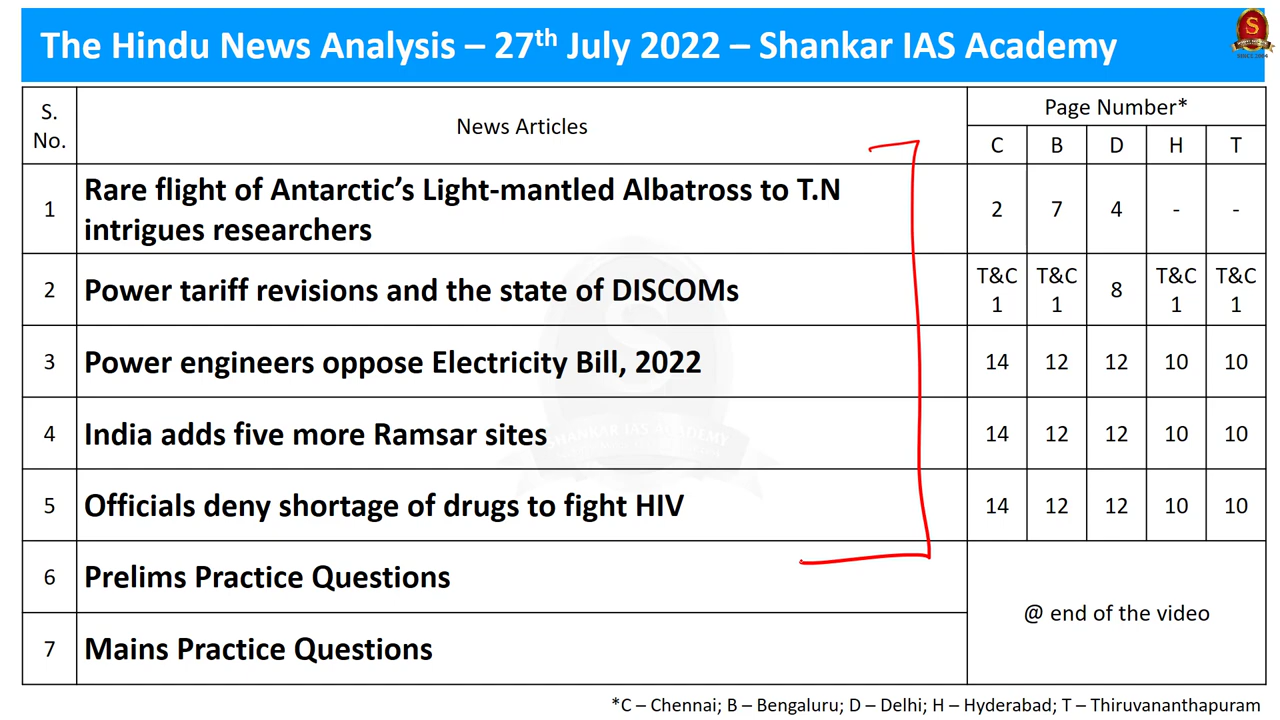 The Hindu News Analysis – 27th July 2022 – Shankar IAS Academy
S
SINCE 2004
S. No.
News Articles
Page Number*
C B D H T
1
Rare flight of Antarctic’s Light-mantled Albatross to T.N
intrigues researchers
2 7 4 - -
2
Power tariff revisions and the state of DISCOMs
T&C 1 T&C 1 8 T&C 1 T&C 1
3
Power engineers oppose Electricity Bill, 2022
14 12 12 10 10
4
India adds five more Ramsar sites
14 12 12 10 10
SHANKAR IAS ACADEMY
5
Officials deny shortage of drugs to fight HIV
14 12 12 10 10
6
Prelims Practice Questions
@ end of the video
7
Mains Practice Questions
*C – Chennai; B – Bengaluru; D – Delhi; H – Hyderabad; T – Thiruvananthapuram